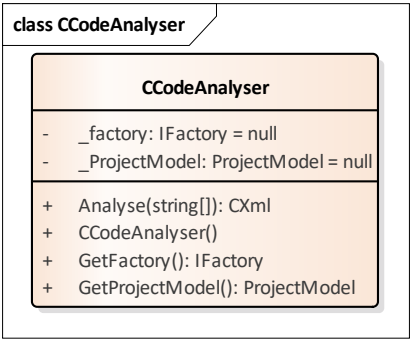 class CCodeAnalyser
CCodeAnalyser
- _factory: IFactory = null
- _ProjectModel: ProjectModel = null
+ Analyse(string[]): CXml
+ CCodeAnalyser()
+ GetFactory(): IFactory
+ GetProjectModel(): ProjectModel